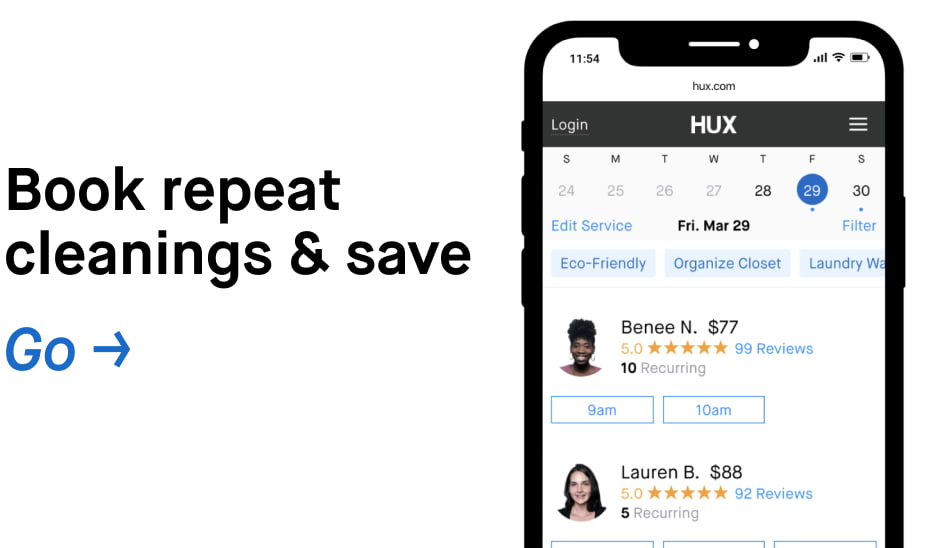 Book repeat
cleanings & save
Go →
11:54
hux.com
Login HUX
S M T W T F S
24 25 26 27 28 29 30
Edit Service Fri. Mar 29 Filter
Eco-Friendly Organize Closet Laundry Wa
Benee N. $77
5.0 ★★★★★ 99 Reviews
10 Recurring
9am 10am
Lauren B. $88
5.0 ★★★★★ 92 Reviews
5 Recurring